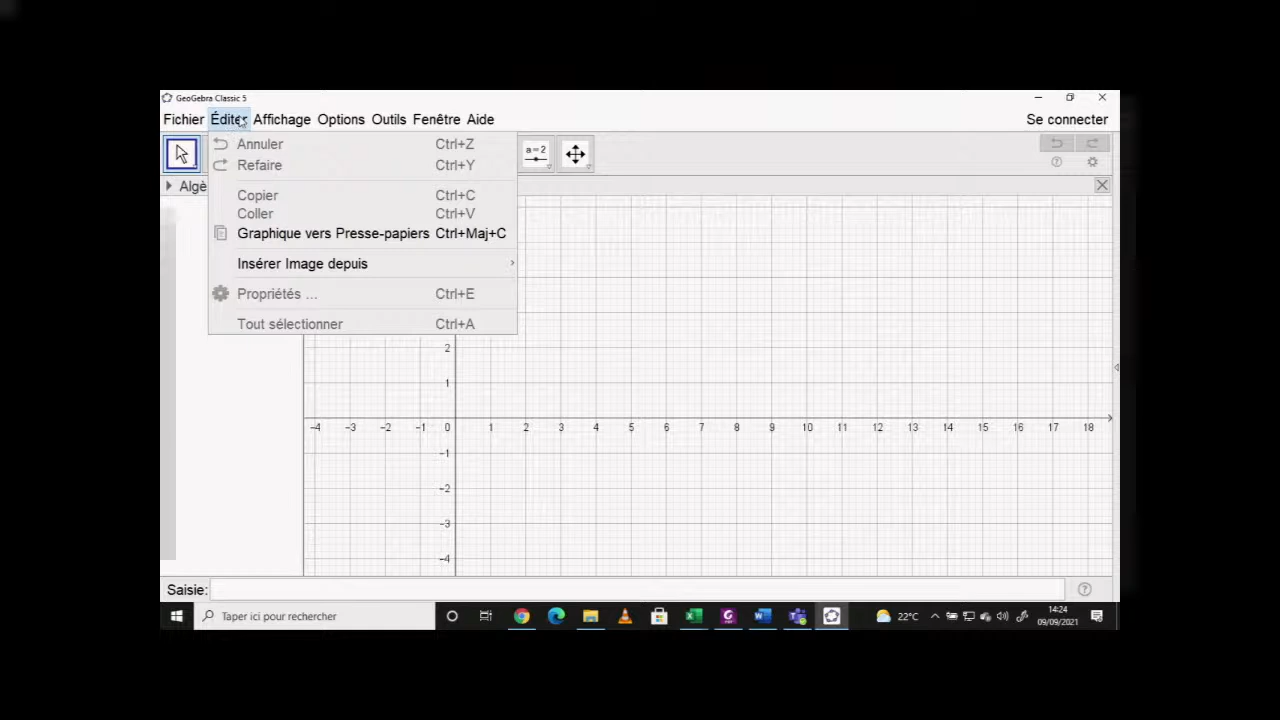 GeoGebra Classic 5
Fichier Éditer Affichage Options Outils Fenêtre Aide Se connecter
Annuler Ctrl+Z
a=2
Refaire Ctrl+Y
Algè
Copier Ctrl+C
Coller Ctrl+V
Graphique vers Presse-papiers Ctrl+Maj+C
Insérer Image depuis
Propriétés ... Ctrl+E
Tout sélectionner Ctrl+A
2
1
-4 -3 -2 -1 0 1 2 3 4 5 6 7 8 9 10 11 12 13 14 15 16 17 18
-1
-2
-3
-4
Saisie:
Taper ici pour rechercher 22°C 14:24
09/09/2021